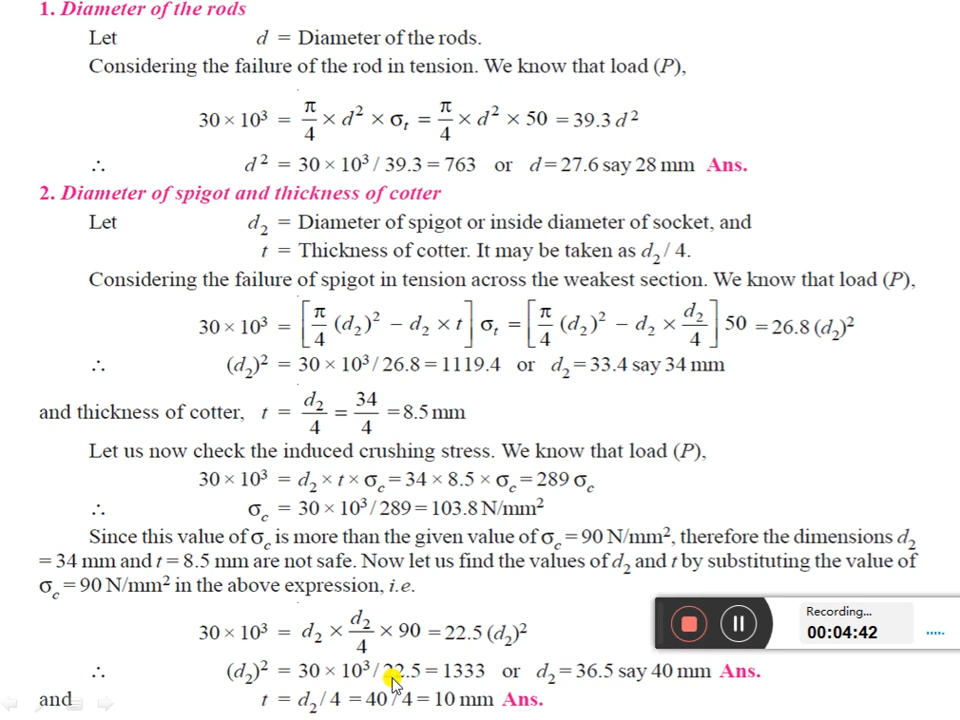 1. Diameter of the rods
Let d = Diameter of the rods.
Considering the failure of the rod in tension. We know that load (P),
30 × 10³ = π/4 × d² × σₜ = π/4 × d² × 50 = 39.3 d²
∴ d² = 30 × 10³ / 39.3 = 763 or d = 27.6 say 28 mm Ans.
2. Diameter of spigot and thickness of cotter
Let d₂ = Diameter of spigot or inside diameter of socket, and
t = Thickness of cotter. It may be taken as d₂ / 4.
Considering the failure of spigot in tension across the weakest section. We know that load (P),
30 × 10³ = [π/4 (d₂)² − d₂ × t] σₜ = [π/4 (d₂)² − d₂ × d₂/4] 50 = 26.8 (d₂)²
∴ (d₂)² = 30 × 10³ / 26.8 = 1119.4 or d₂ = 33.4 say 34 mm
and thickness of cotter, t = d₂/4 = 34/4 = 8.5 mm
Let us now check the induced crushing stress. We know that load (P),
30 × 10³ = d₂ × t × σ꜀ = 34 × 8.5 × σ꜀ = 289 σ꜀
∴ σ꜀ = 30 × 10³ / 289 = 103.8 N/mm²
Since this value of σ꜀ is more than the given value of σ꜀ = 90 N/mm², therefore the dimensions d₂
= 34 mm and t = 8.5 mm are not safe. Now let us find the values of d₂ and t by substituting the value of
σ꜀ = 90 N/mm² in the above expression, i.e.
30 × 10³ = d₂ × d₂/4 × 90 = 22.5 (d₂)²
∴ (d₂)² = 30 × 10³ / 22.5 = 1333 or d₂ = 36.5 say 40 mm Ans.
and t = d₂ / 4 = 40 / 4 = 10 mm Ans.
Recording...
00:04:42